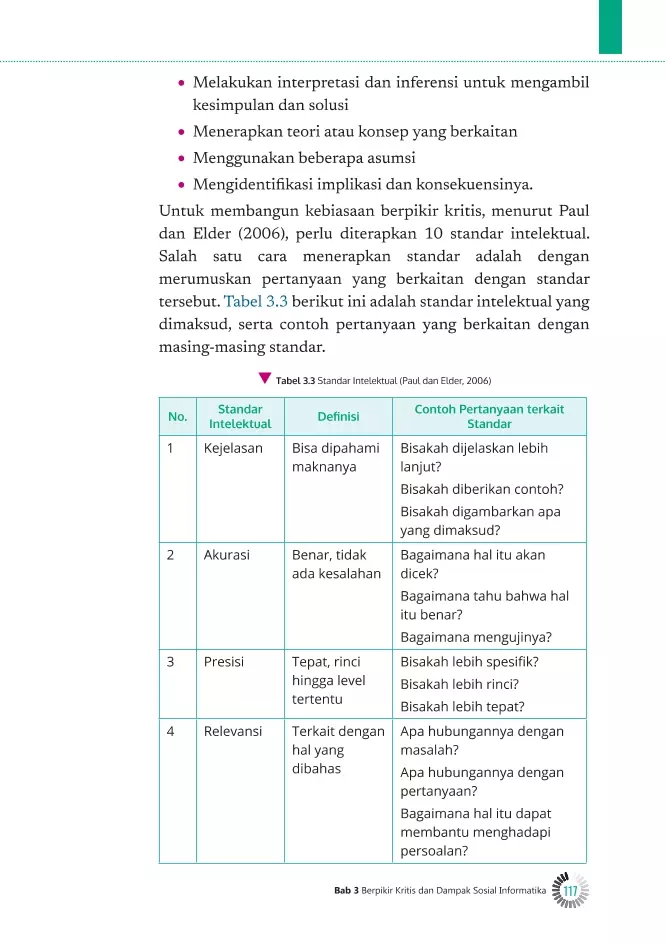 • Melakukan interpretasi dan inferensi untuk mengambil
kesimpulan dan solusi
• Menerapkan teori atau konsep yang berkaitan
• Menggunakan beberapa asumsi
• Mengidentifikasi implikasi dan konsekuensinya.
Untuk membangun kebiasaan berpikir kritis, menurut Paul
dan Elder (2006), perlu diterapkan 10 standar intelektual.
Salah satu cara menerapkan standar adalah dengan
merumuskan pertanyaan yang berkaitan dengan standar
tersebut. Tabel 3.3 berikut ini adalah standar intelektual yang
dimaksud, serta contoh pertanyaan yang berkaitan dengan
masing-masing standar.
▼ Tabel 3.3 Standar Intelektual (Paul dan Elder, 2006)
No.
Standar
Intelektual
Definisi
Contoh Pertanyaan terkait
Standar
1
Kejelasan
Bisa dipahami
maknanya
Bisakah dijelaskan lebih
lanjut?
Bisakah diberikan contoh?
Bisakah digambarkan apa
yang dimaksud?
2
Akurasi
Benar, tidak
ada kesalahan
Bagaimana hal itu akan
dicek?
Bagaimana tahu bahwa hal
itu benar?
Bagaimana mengujinya?
3
Presisi
Tepat, rinci
hingga level
tertentu
Bisakah lebih spesifik?
Bisakah lebih rinci?
Bisakah lebih tepat?
4
Relevansi
Terkait dengan
hal yang
dibahas
Apa hubungannya dengan
masalah?
Apa hubungannya dengan
pertanyaan?
Bagaimana hal itu dapat
membantu menghadapi
persoalan?
Bab 3 Berpikir Kritis dan Dampak Sosial Informatika 117